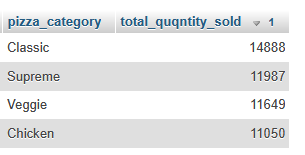 pizza_category total_quqntity_sold 1
Classic 14888
Supreme 11987
Veggie 11649
Chicken 11050